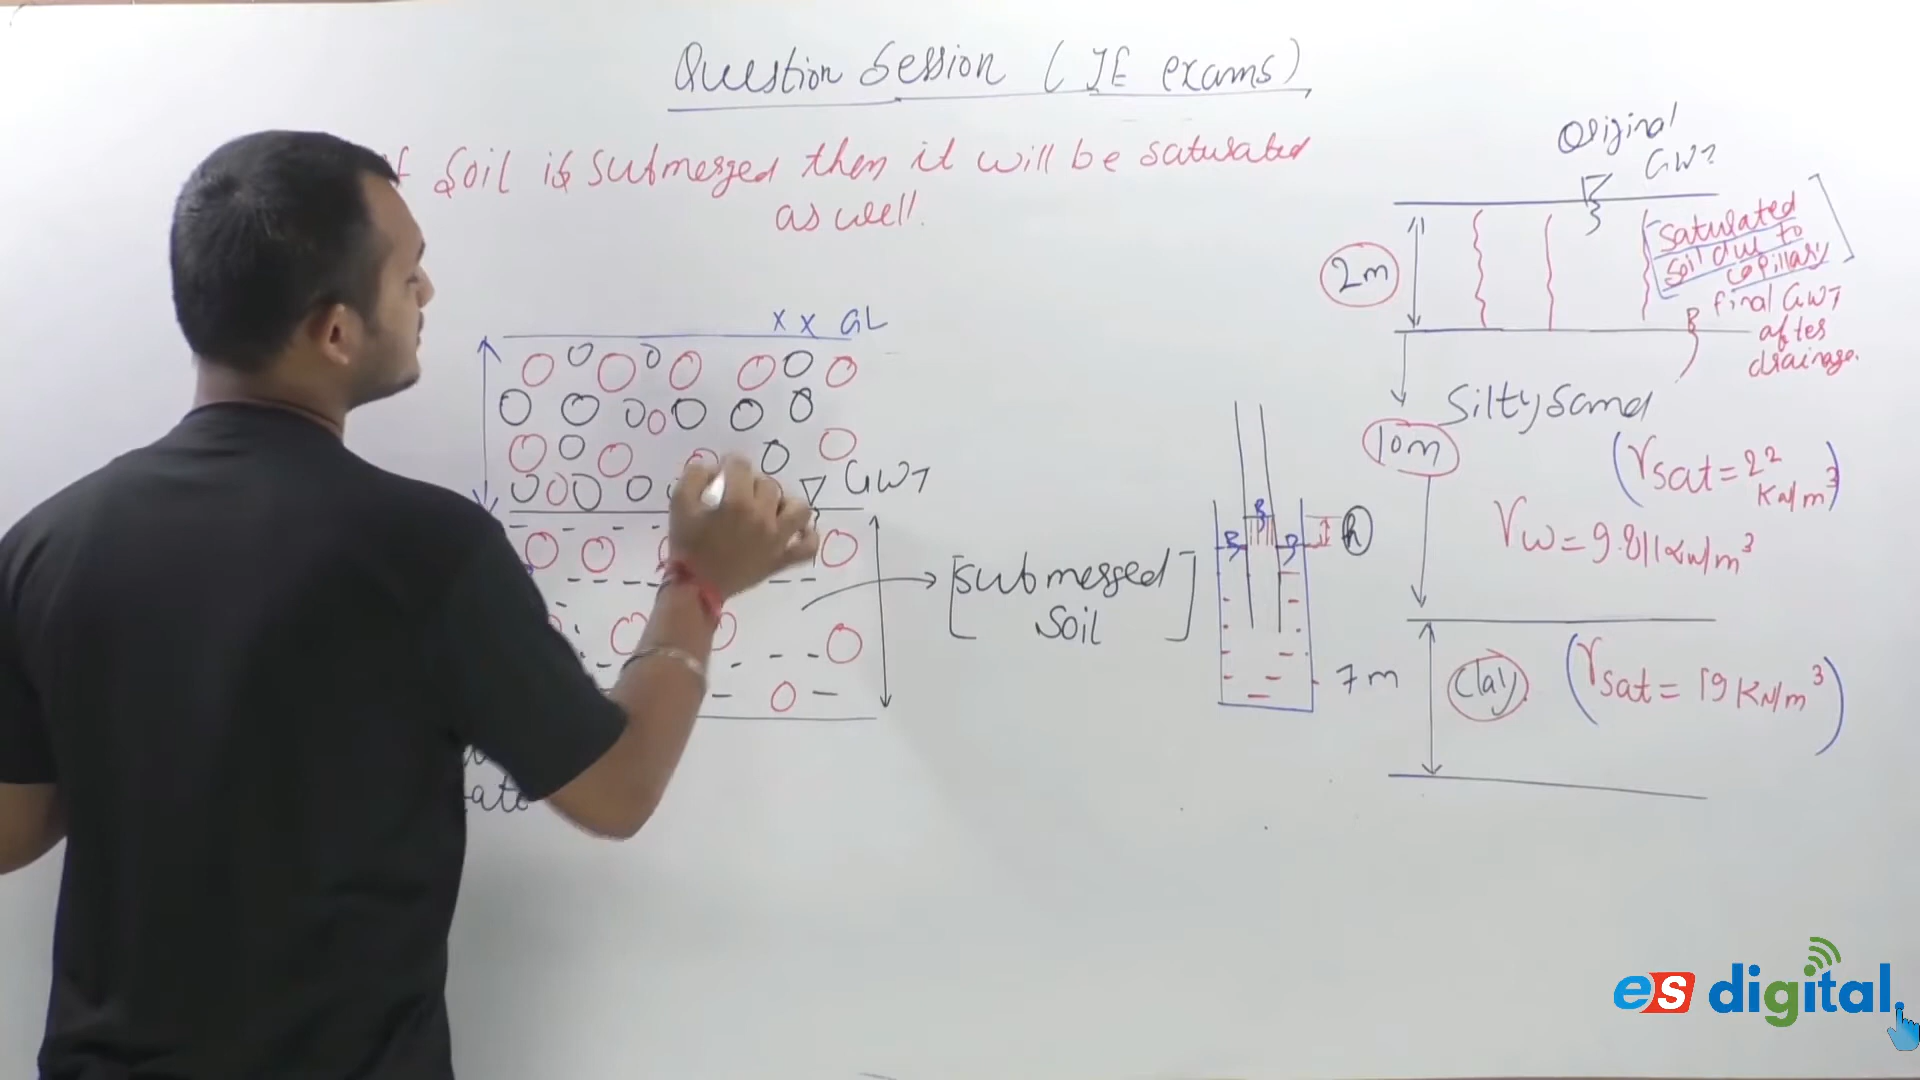 Question Session (JE exams)
Soil is submerged then it will be saturated
as well.
x x GL
GWT
[submerged
Soil]
h
7m
Original
GWT
2m
saturated
soil due to
capillary
final GWT
after
drainage.
Silty Sand
10m
(γsat = 22
KN/m³)
γw = 9.81 KN/m³
Clay
(γsat = 19 KN/m³)
es digital.